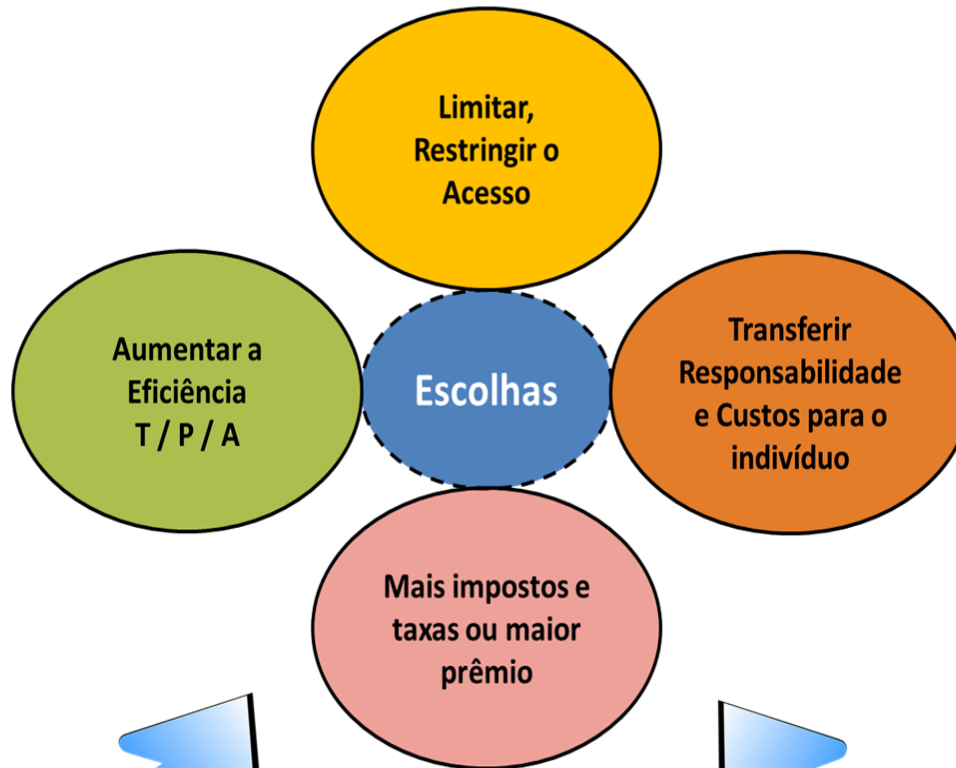 Limitar,
Restringir o
Acesso
Aumentar a
Eficiência
T / P / A
Escolhas
Transferir
Responsabilidade
e Custos para o
indivíduo
Mais impostos e
taxas ou maior
prêmio